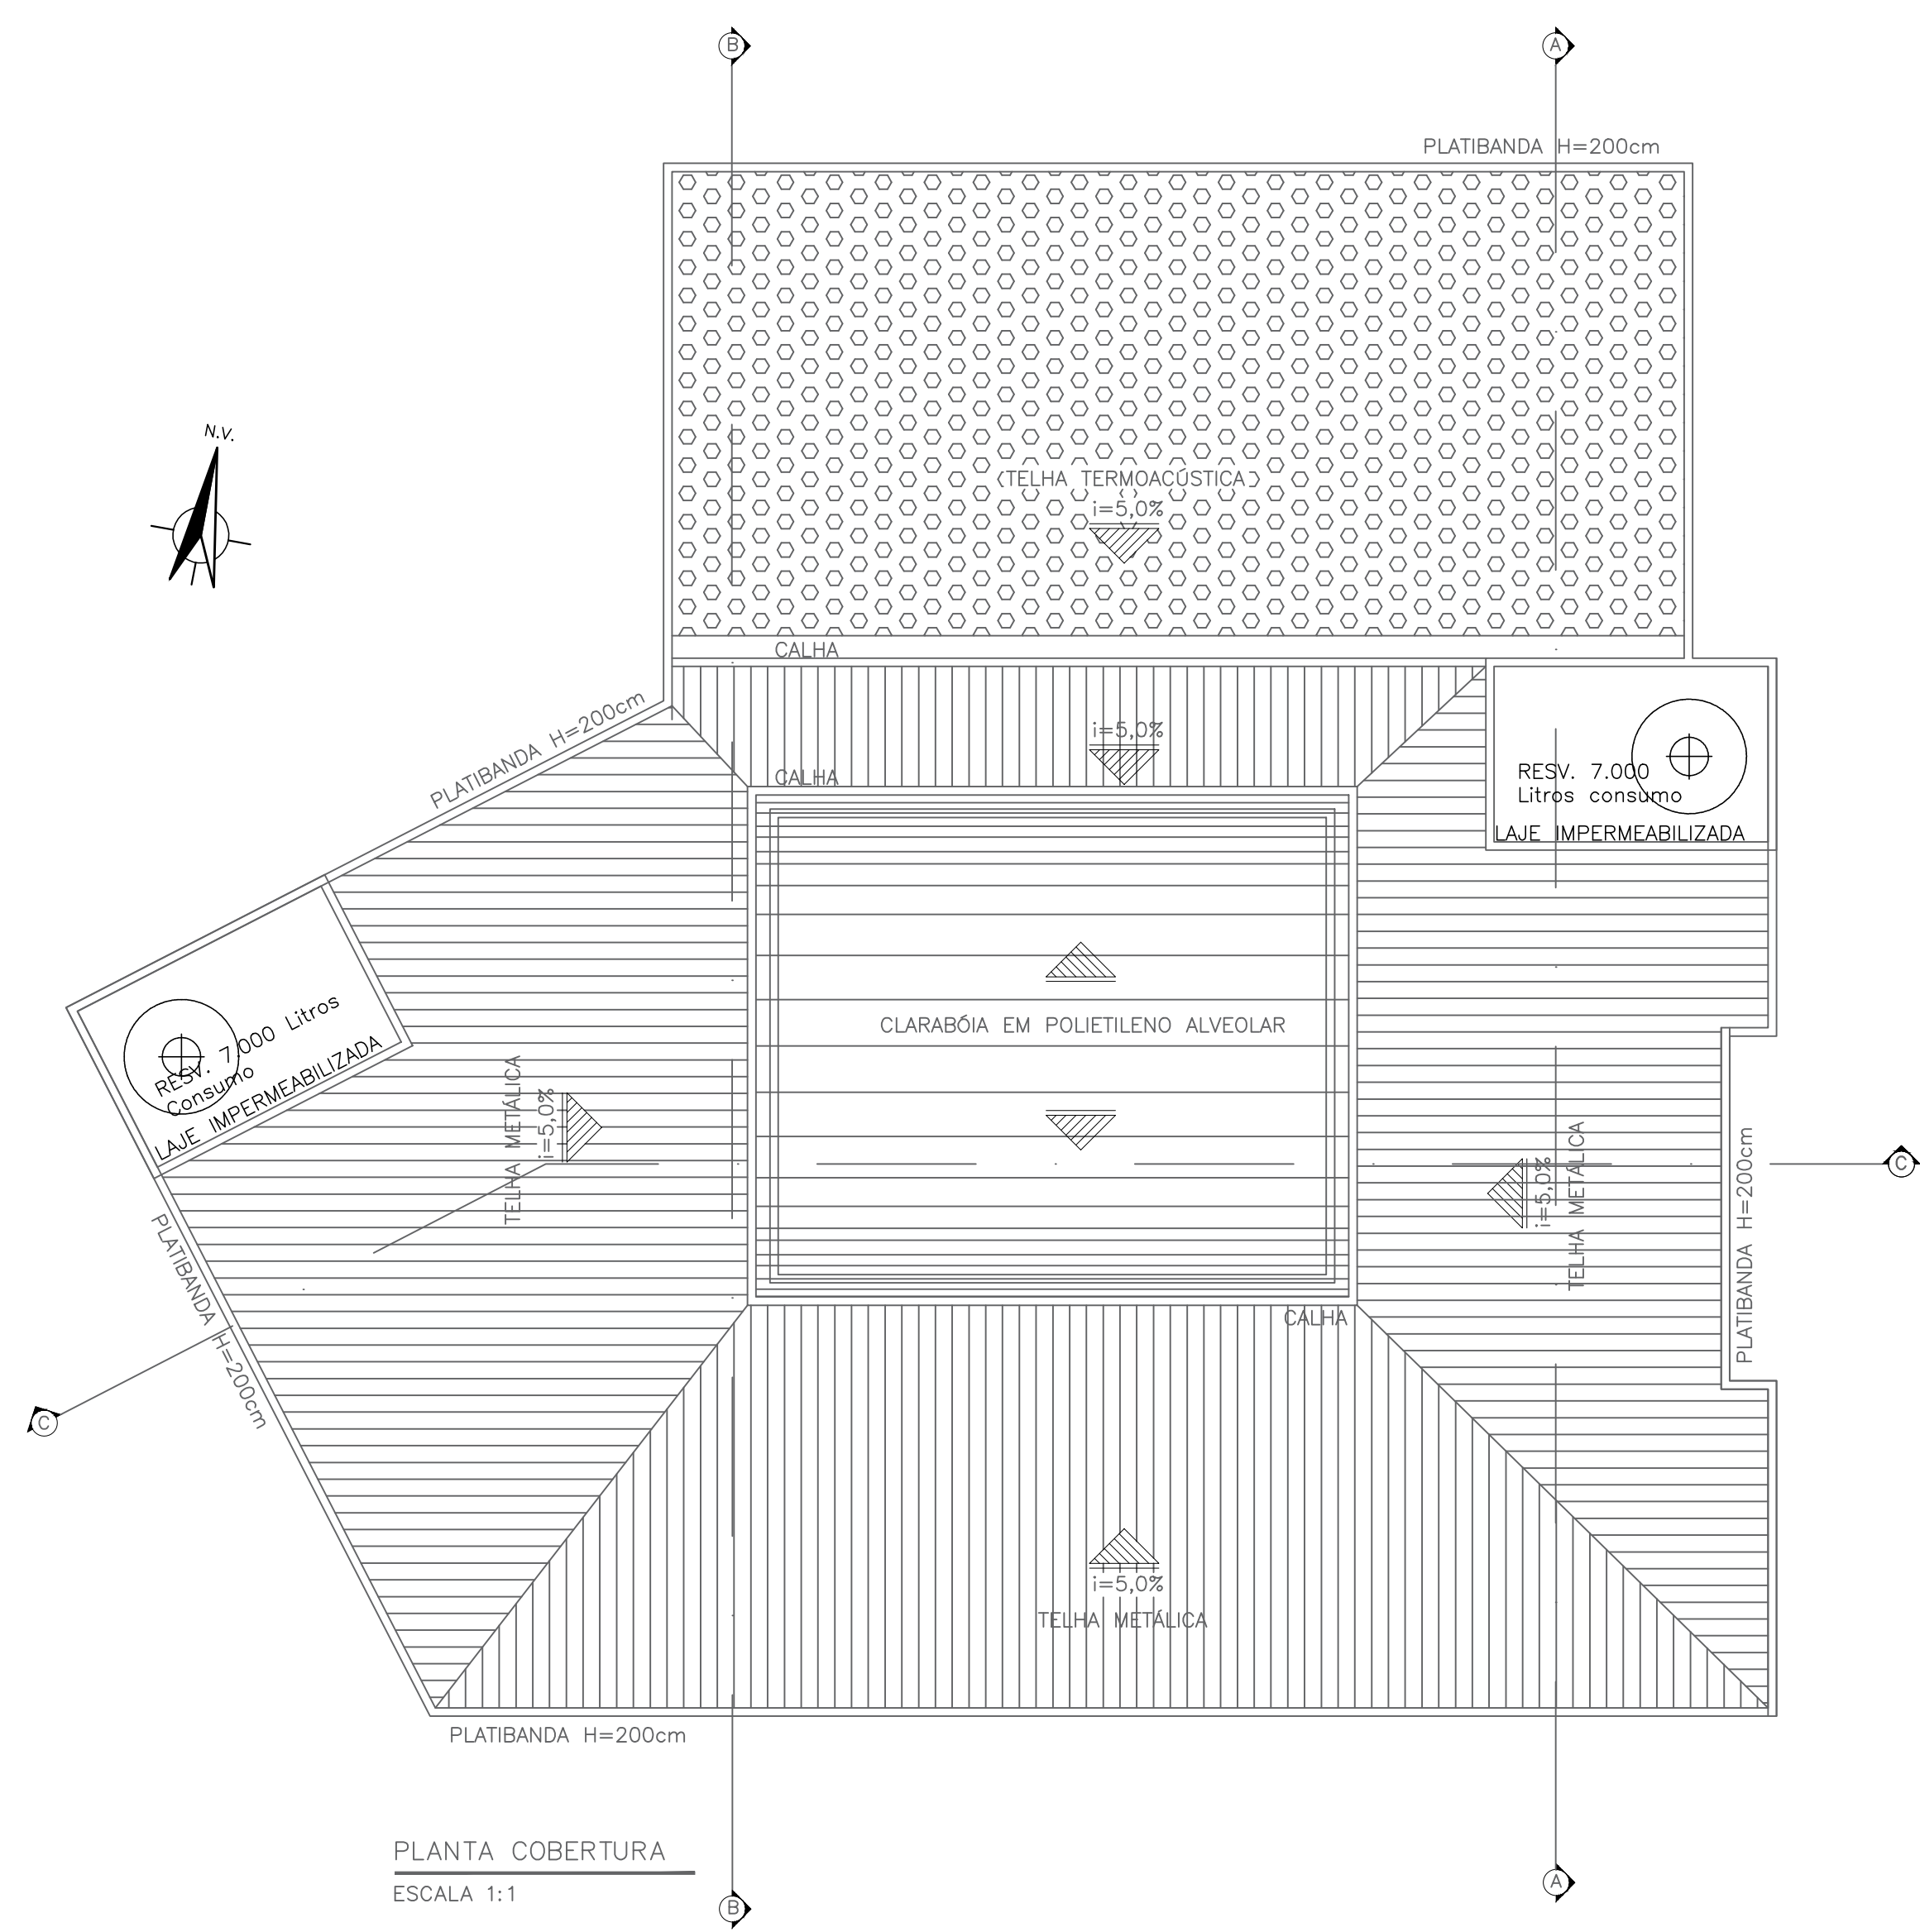 B
A
PLATIBANDA H=200cm
N.V.
TELHA TERMOACÚSTICA
i=5,0%
CALHA
PLATIBANDA H=200cm
i=5,0%
CALHA
RESV. 7.000
Litros consumo
LAJE IMPERMEABILIZADA
RESV. 7.000 Litros
Consumo
LAJE IMPERMEABILIZADA
CLARABÓIA EM POLIETILENO ALVEOLAR
TELHA METÁLICA
i=5,0%
i=5,0%
TELHA METÁLICA
PLATIBANDA H=200cm
C
PLATIBANDA H=200cm
CALHA
C
i=5,0%
TELHA METÁLICA
PLATIBANDA H=200cm
PLANTA COBERTURA
ESCALA 1:1
B
A